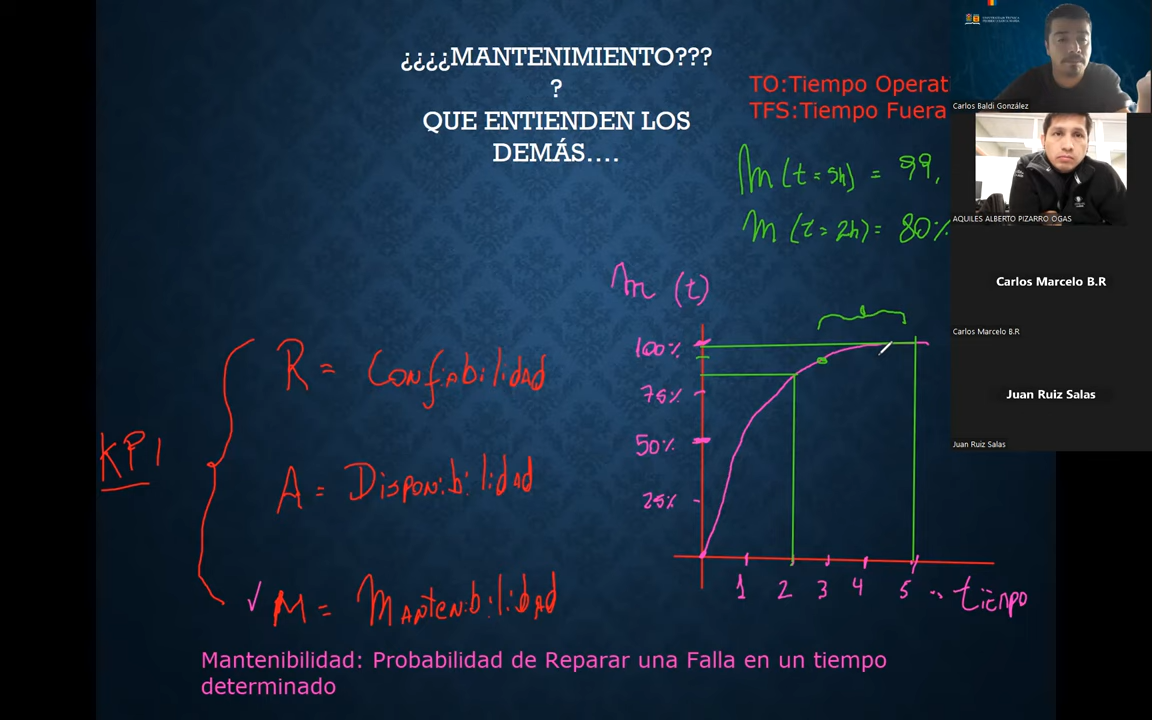 ¿¿¿¿MANTENIMIENTO???
?
QUE ENTIENDEN LOS
DEMÁS....
TO:Tiempo Operat
TFS:Tiempo Fuera
M (t = 5h) = 99,
M (t = 2h) = 80%
M (t)
100%
75%
50%
25%
1 2 3 4 5 .. tiempo
KPI
R = Confiabilidad
A = Disponibilidad
✓ M = Mantenibilidad
Mantenibilidad: Probabilidad de Reparar una Falla en un tiempo
determinado
Carlos Baldi González
AQUILES ALBERTO PIZARRO OGAS
Carlos Marcelo B.R
Carlos Marcelo B.R
Juan Ruiz Salas
Juan Ruiz Salas